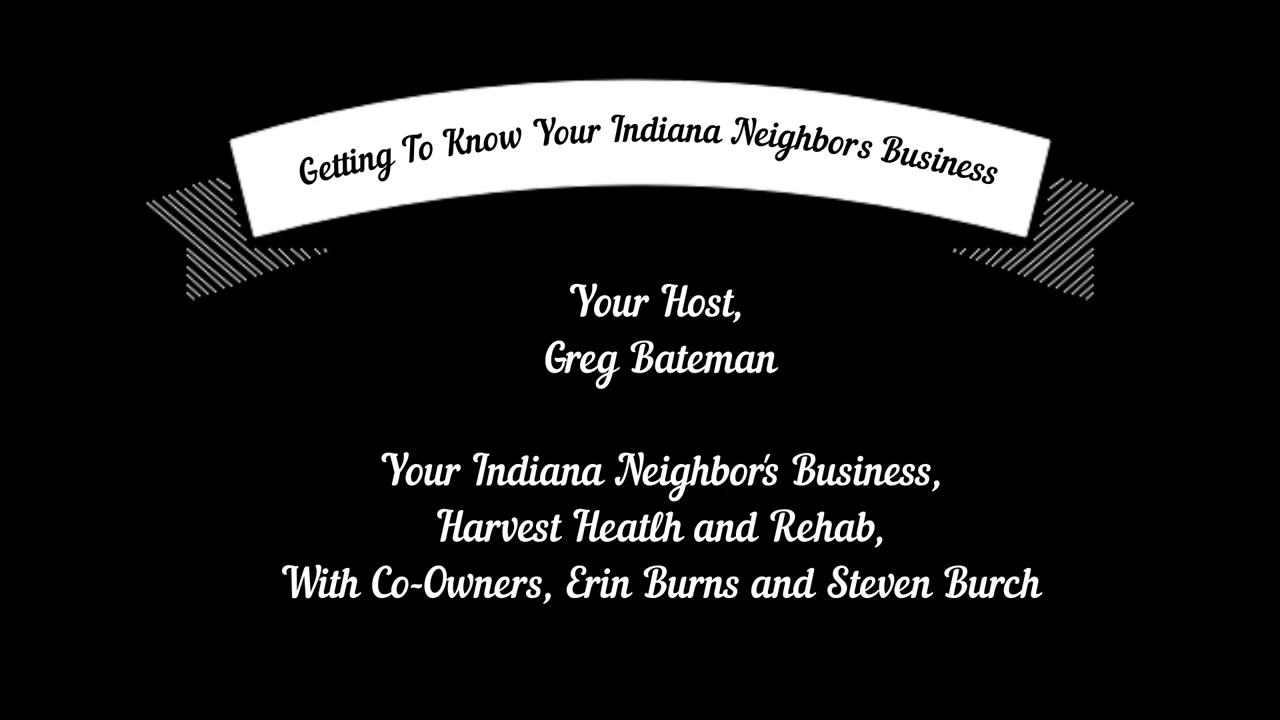 Getting To Know Your Indiana Neighbors Business
Your Host,
Greg Bateman
Your Indiana Neighbor's Business,
Harvest Heatlh and Rehab,
With Co-Owners, Erin Burns and Steven Burch